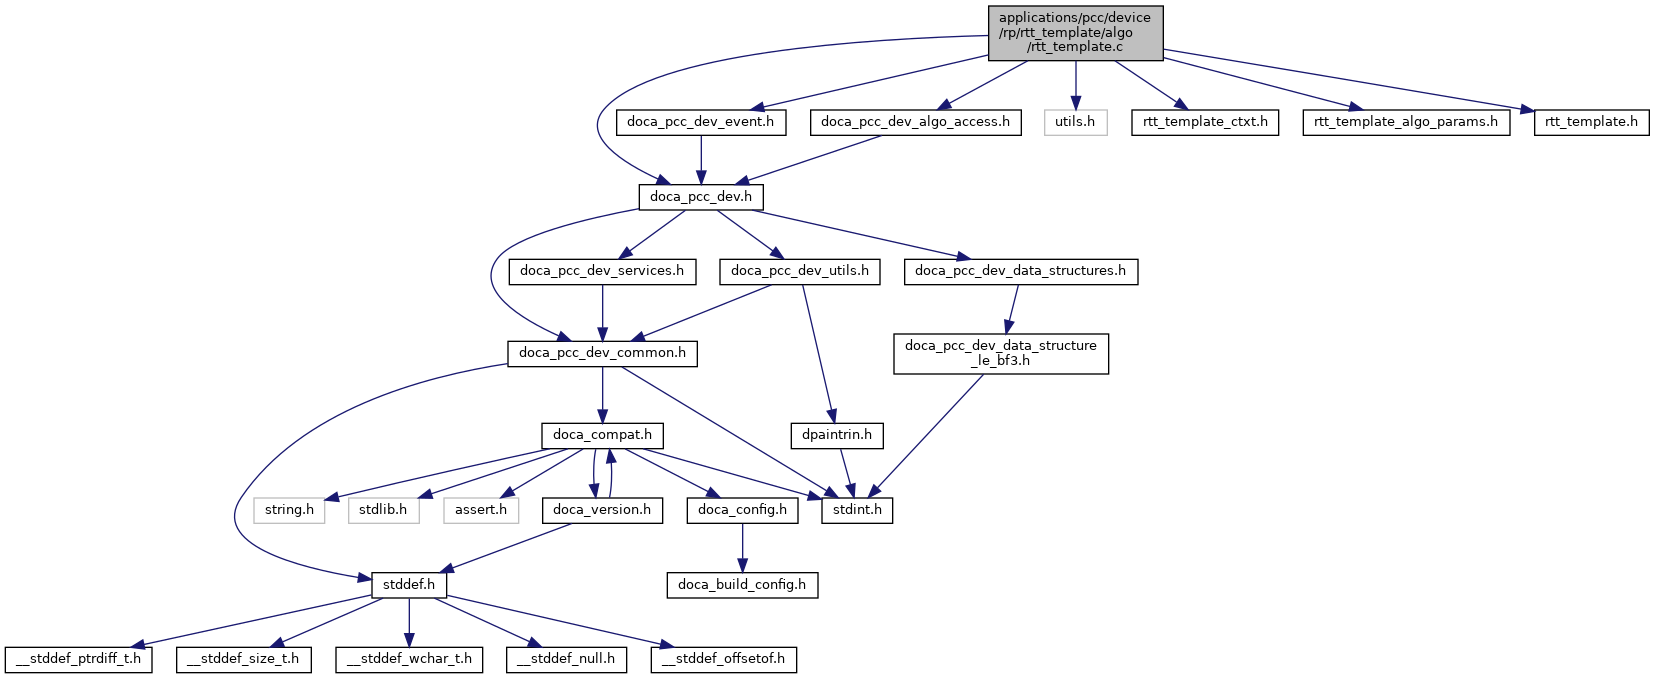 applications/pcc/device
/rp/rtt_template/algo
/rtt_template.c
doca_pcc_dev_event.h
doca_pcc_dev_algo_access.h
utils.h
rtt_template_ctxt.h
rtt_template_algo_params.h
rtt_template.h
doca_pcc_dev.h
doca_pcc_dev_services.h
doca_pcc_dev_utils.h
doca_pcc_dev_data_structures.h
doca_pcc_dev_common.h
doca_pcc_dev_data_structure
_le_bf3.h
doca_compat.h
dpaintrin.h
string.h
stdlib.h
assert.h
doca_version.h
doca_config.h
stdint.h
stddef.h
doca_build_config.h
__stddef_ptrdiff_t.h
__stddef_size_t.h
__stddef_wchar_t.h
__stddef_null.h
__stddef_offsetof.h